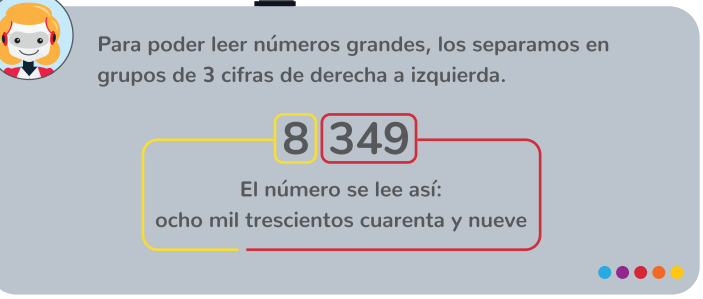 Para poder leer números grandes, los separamos en
grupos de 3 cifras de derecha a izquierda.
8 349
El número se lee así:
ocho mil trescientos cuarenta y nueve